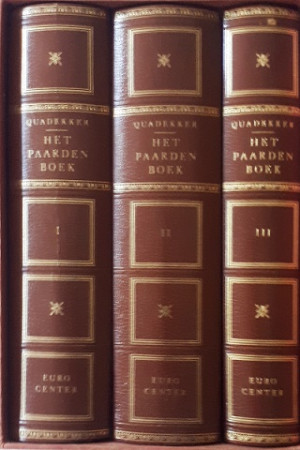 QUADEKKER
HET
PAARDEN
BOEK
I
EURO
CENTER
QUADEKKER
HET
PAARDEN
BOEK
II
EURO
CENTER
QUADEKKER
HET
PAARDEN
BOEK
III
EURO
CENTER